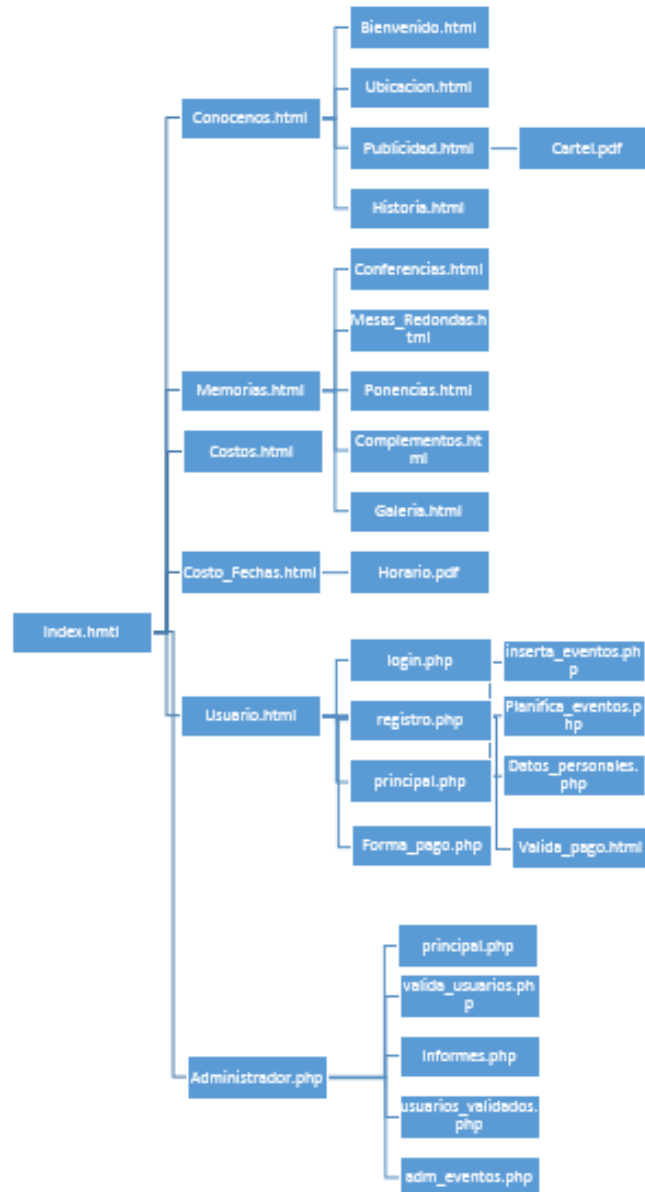 Bienvenido.html
Ubicacion.html
Conocenos.html
Publicidad.html
Cartel.pdf
Historia.html
Conferencias.html
Mesas_Redondas.h
tml
Memorias.html
Ponencias.html
Costos.html
Complementos.ht
ml
Galeria.html
Costo_Fechas.html
Horario.pdf
Index.hmtl
login.php
inserta_eventos.ph
p
Usuario.html
registro.php
Planifica_eventos.p
hp
principal.php
Datos_personales.
php
Forma_pago.php
Valida_pago.html
principal.php
valida_usuarios.ph
p
Informes.php
Administrador.php
usuarios_validados.
php
adm_eventos.php